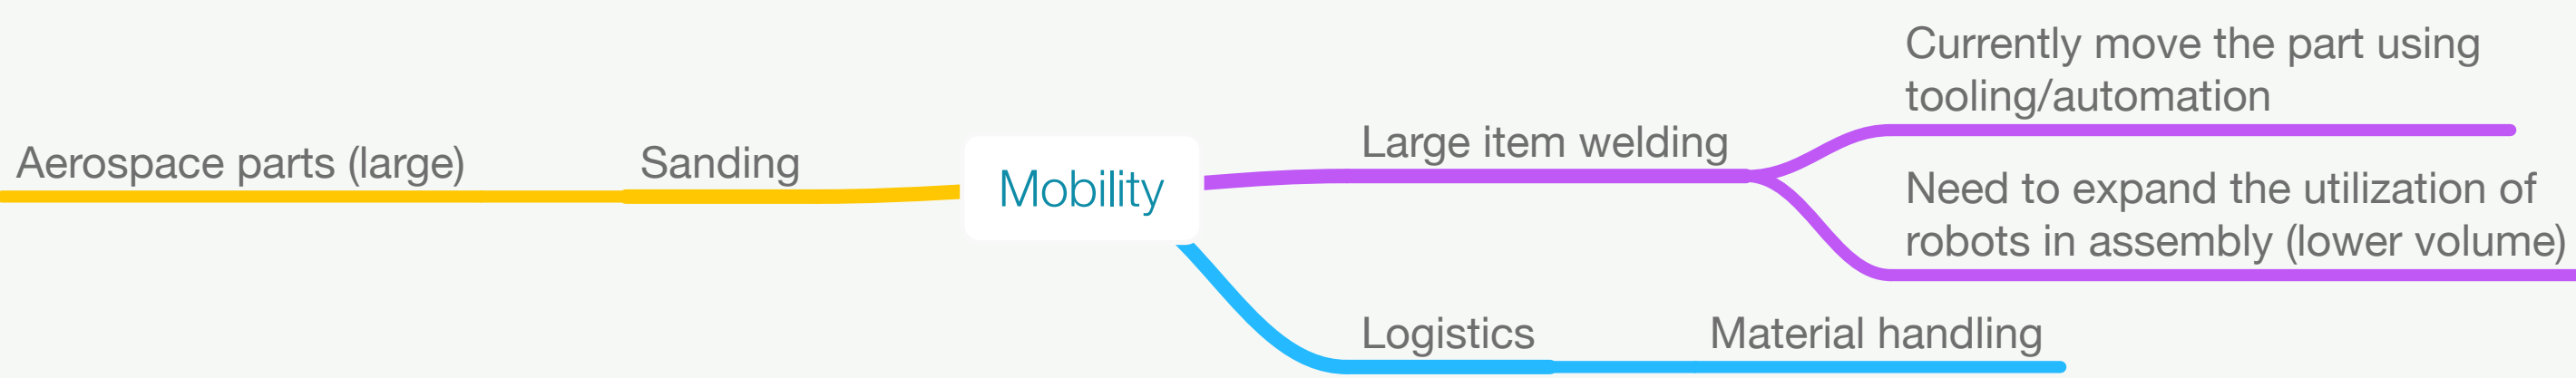 Aerospace parts (large)
Sanding
Mobility
Large item welding
Currently move the part using
tooling/automation
Need to expand the utilization of
robots in assembly (lower volume)
Logistics
Material handling